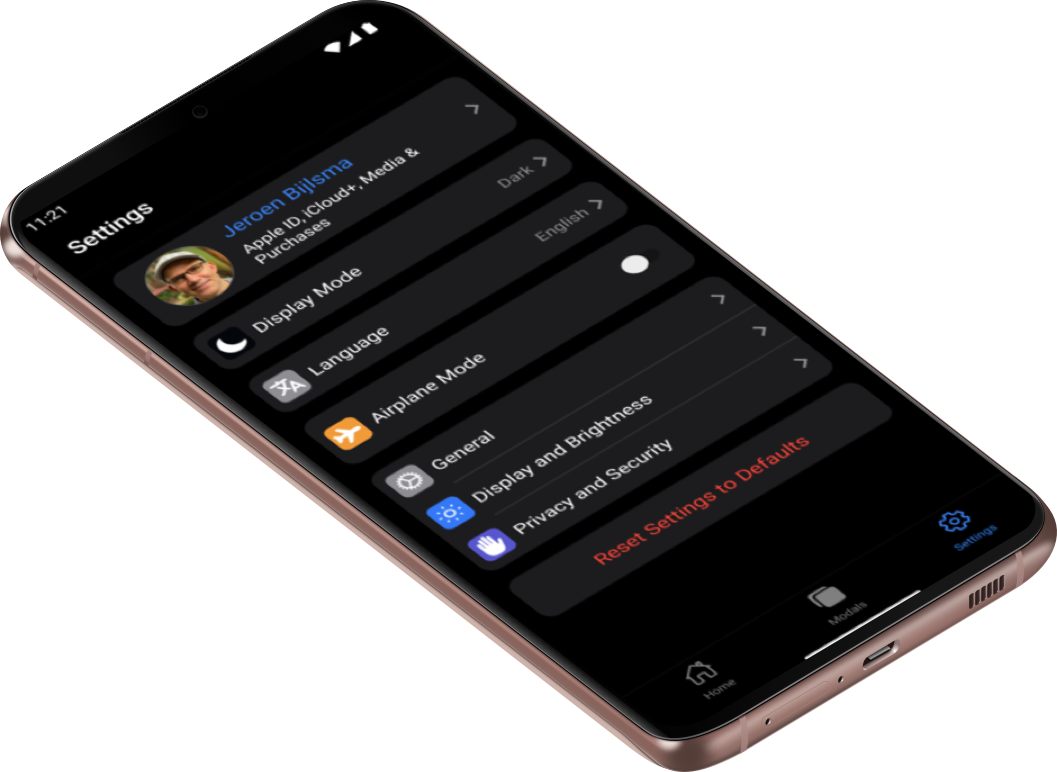 11:21
Settings
Jeroen Bijlsma
Apple ID, iCloud+, Media &
Purchases
Display Mode
Dark
Language
English
Airplane Mode
General
Display and Brightness
Privacy and Security
Reset Settings to Defaults
Home
Modals
Settings